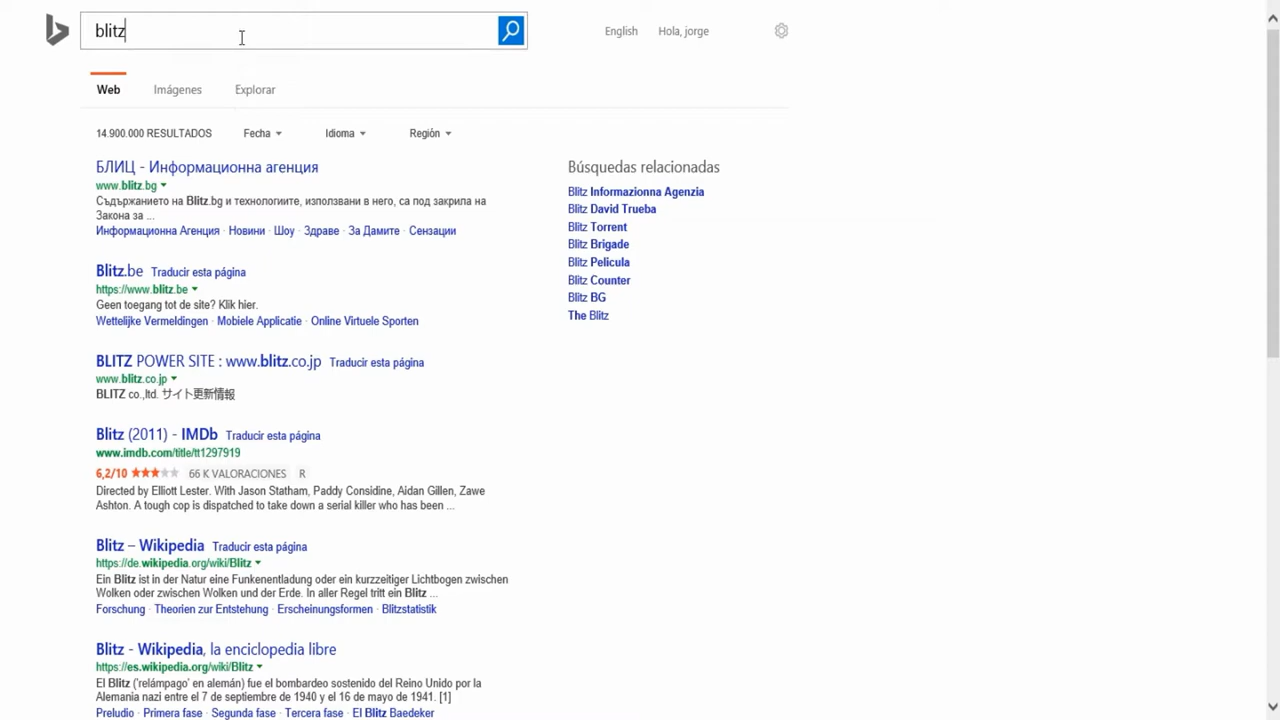 blitz
English Hola, jorge
Web Imágenes Explorar
14.900.000 RESULTADOS Fecha Idioma Región
БЛИЦ - Информационна агенция
www.blitz.bg
Съдържанието на Blitz.bg и технологиите, използвани в него, са под закрила на
Закона за ...
Информационна Агенция · Новини · Шоу · Здраве · За Дамите · Сензации
Blitz.be Traducir esta página
https://www.blitz.be
Geen toegang tot de site? Klik hier.
Wettelijke Vermeldingen · Mobiele Applicatie · Online Virtuele Sporten
BLITZ POWER SITE : www.blitz.co.jp Traducir esta página
www.blitz.co.jp
BLITZ co.,ltd. サイト更新情報
Blitz (2011) - IMDb Traducir esta página
www.imdb.com/title/tt1297919
6,2/10 66 K VALORACIONES R
Directed by Elliott Lester. With Jason Statham, Paddy Considine, Aidan Gillen, Zawe
Ashton. A tough cop is dispatched to take down a serial killer who has been ...
Blitz – Wikipedia Traducir esta página
https://de.wikipedia.org/wiki/Blitz
Ein Blitz ist in der Natur eine Funkenentladung oder ein kurzzeitiger Lichtbogen zwischen
Wolken oder zwischen Wolken und der Erde. In aller Regel tritt ein Blitz ...
Forschung · Theorien zur Entstehung · Erscheinungsformen · Blitzstatistik
Blitz - Wikipedia, la enciclopedia libre
https://es.wikipedia.org/wiki/Blitz
El Blitz ('relámpago' en alemán) fue el bombardeo sostenido del Reino Unido por la
Alemania nazi entre el 7 de septiembre de 1940 y el 16 de mayo de 1941. [1]
Preludio · Primera fase · Segunda fase · Tercera fase · El Blitz Baedeker
Búsquedas relacionadas
Blitz Informazionna Agenzia
Blitz David Trueba
Blitz Torrent
Blitz Brigade
Blitz Pelicula
Blitz Counter
Blitz BG
The Blitz